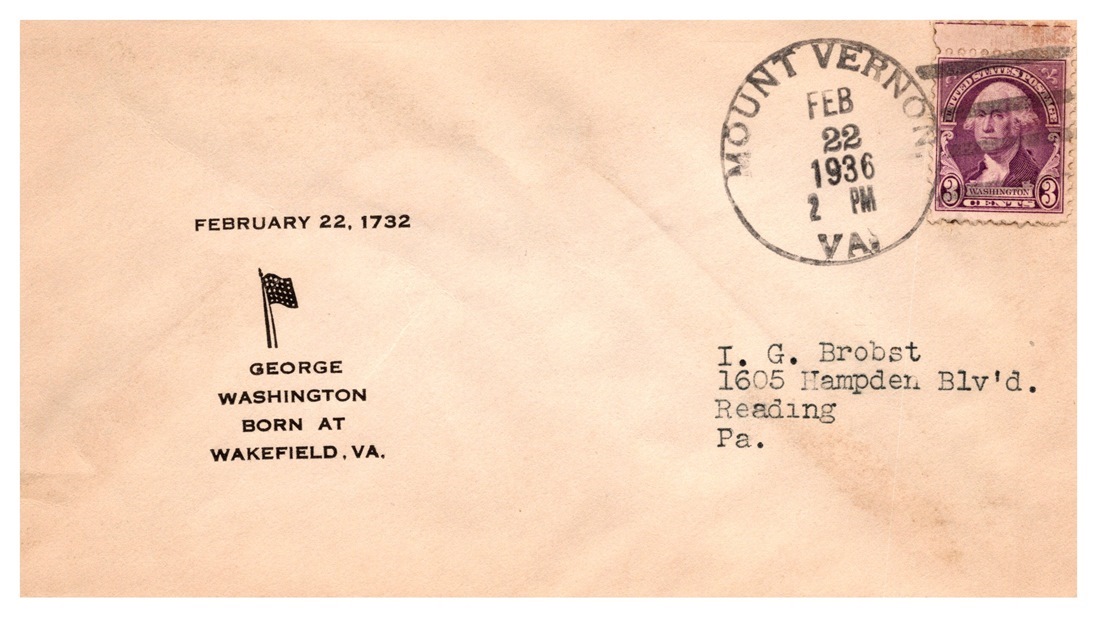 MOUNT VERNON,
FEB
22
1936
2 PM
VA.
UNITED STATES POSTAGE
3 WASHINGTON 3
CENTS
FEBRUARY 22, 1732
GEORGE
WASHINGTON
BORN AT
WAKEFIELD, VA.
I. G. Brobst
1605 Hampden Blv'd.
Reading
Pa.